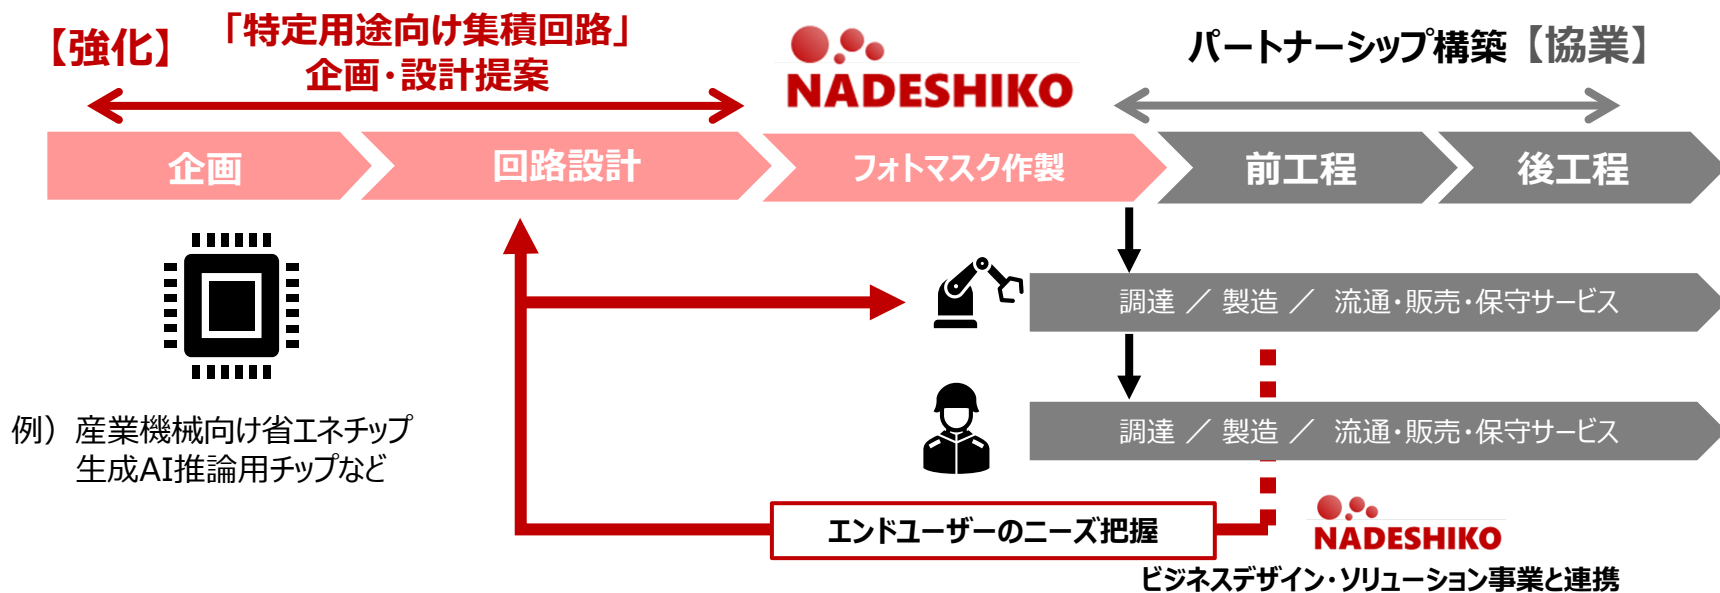 【強化】
「特定用途向け集積回路」
企画・設計提案
NADESHIKO
パートナーシップ構築【協業】
企画
回路設計
フォトマスク作製
前工程
後工程
調達 ／ 製造 ／ 流通・販売・保守サービス
例）産業機械向け省エネチップ
生成AI推論用チップなど
調達 ／ 製造 ／ 流通・販売・保守サービス
エンドユーザーのニーズ把握
NADESHIKO
ビジネスデザイン・ソリューション事業と連携